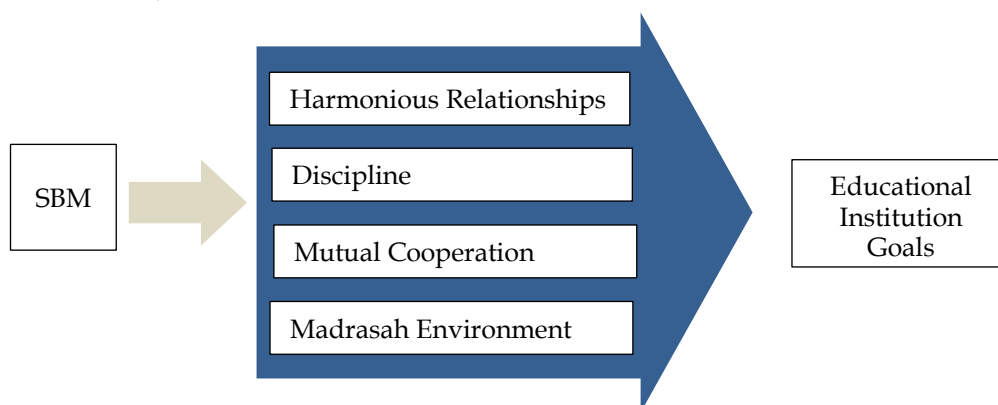 SBM
Harmonious Relationships
Discipline
Mutual Cooperation
Madrasah Environment
Educational
Institution
Goals